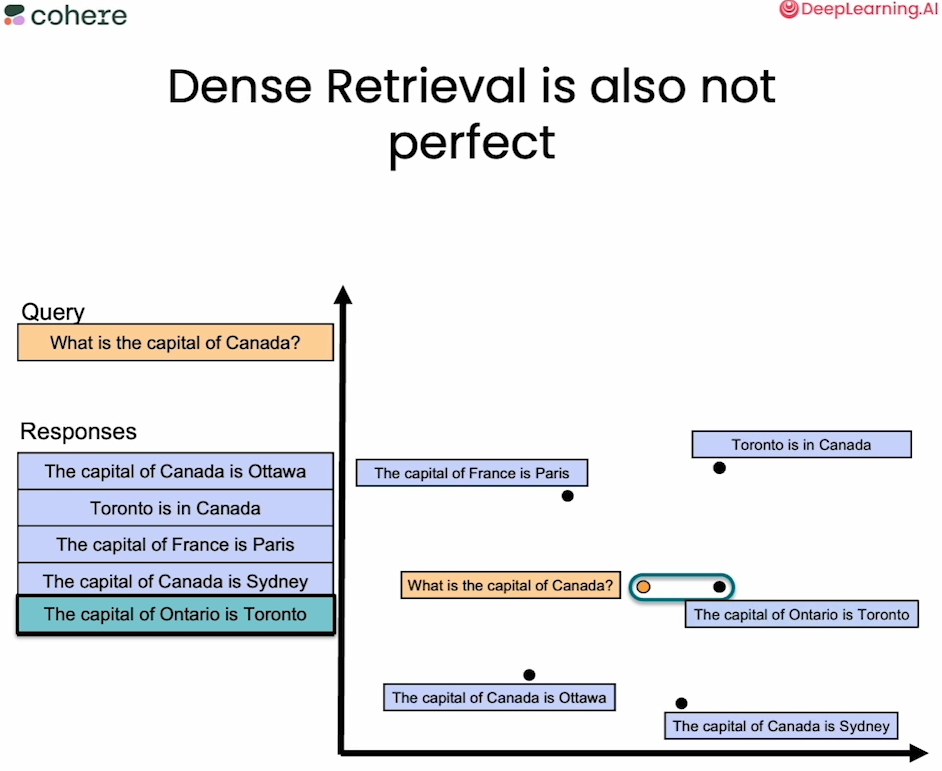 cohere
DeepLearning.AI
Dense Retrieval is also not
perfect
Query
What is the capital of Canada?
Responses
The capital of Canada is Ottawa
Toronto is in Canada
The capital of France is Paris
The capital of Canada is Sydney
The capital of Ontario is Toronto
Toronto is in Canada
The capital of France is Paris
What is the capital of Canada?
The capital of Ontario is Toronto
The capital of Canada is Ottawa
The capital of Canada is Sydney